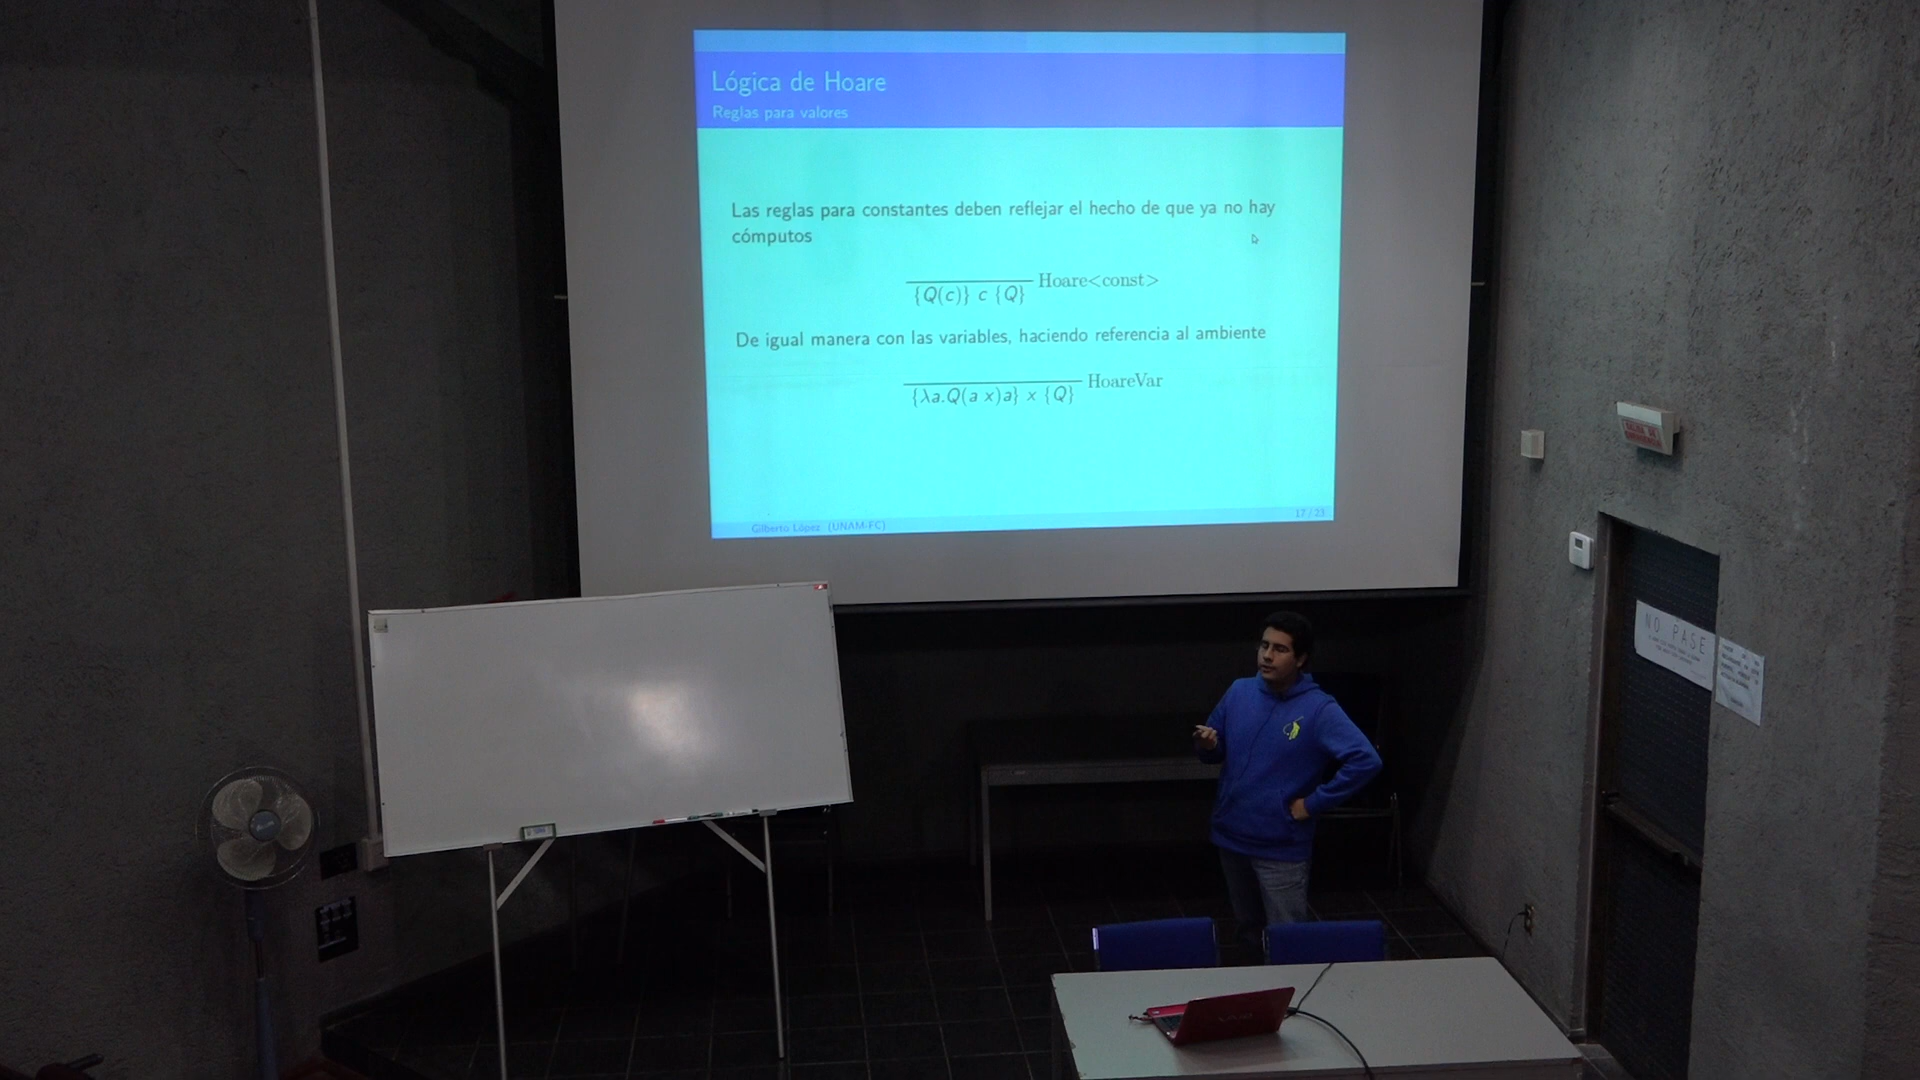 Lógica de Hoare
Reglas para valores
Las reglas para constantes deben reflejar el hecho de que ya no hay
cómputos
{Q(c)} c {Q} Hoare<const>
De igual manera con las variables, haciendo referencia al ambiente
{λa.Q(a x)a} x {Q} HoareVar
Gilberto López (UNAM-FC)
17 / 23
NO PASE